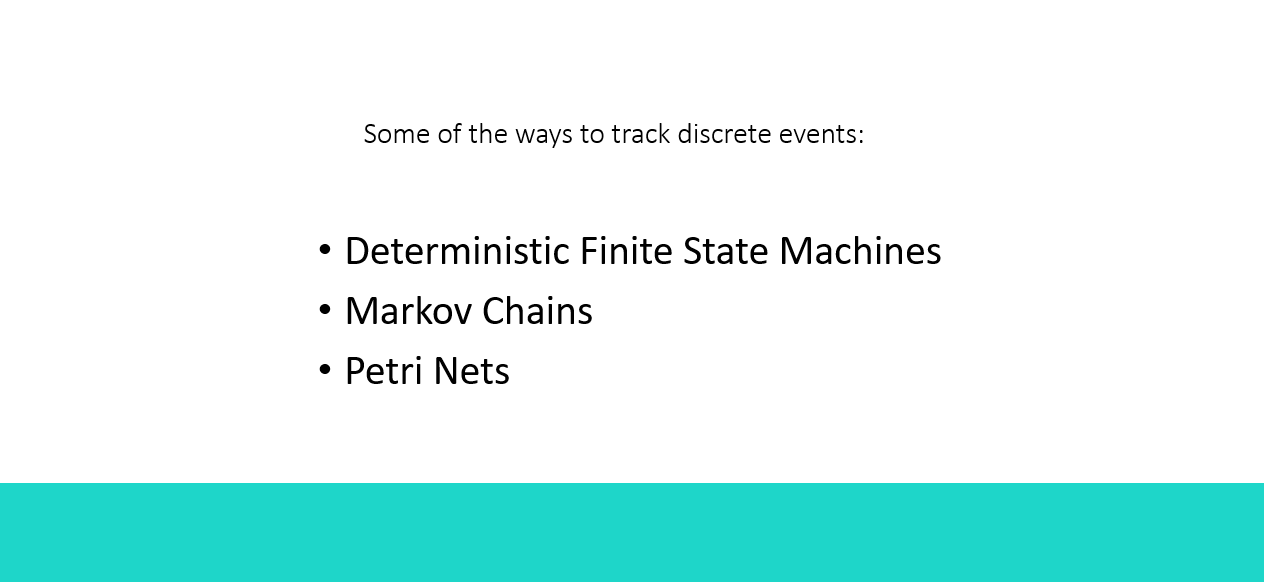 Some of the ways to track discrete events:
• Deterministic Finite State Machines
• Markov Chains
• Petri Nets